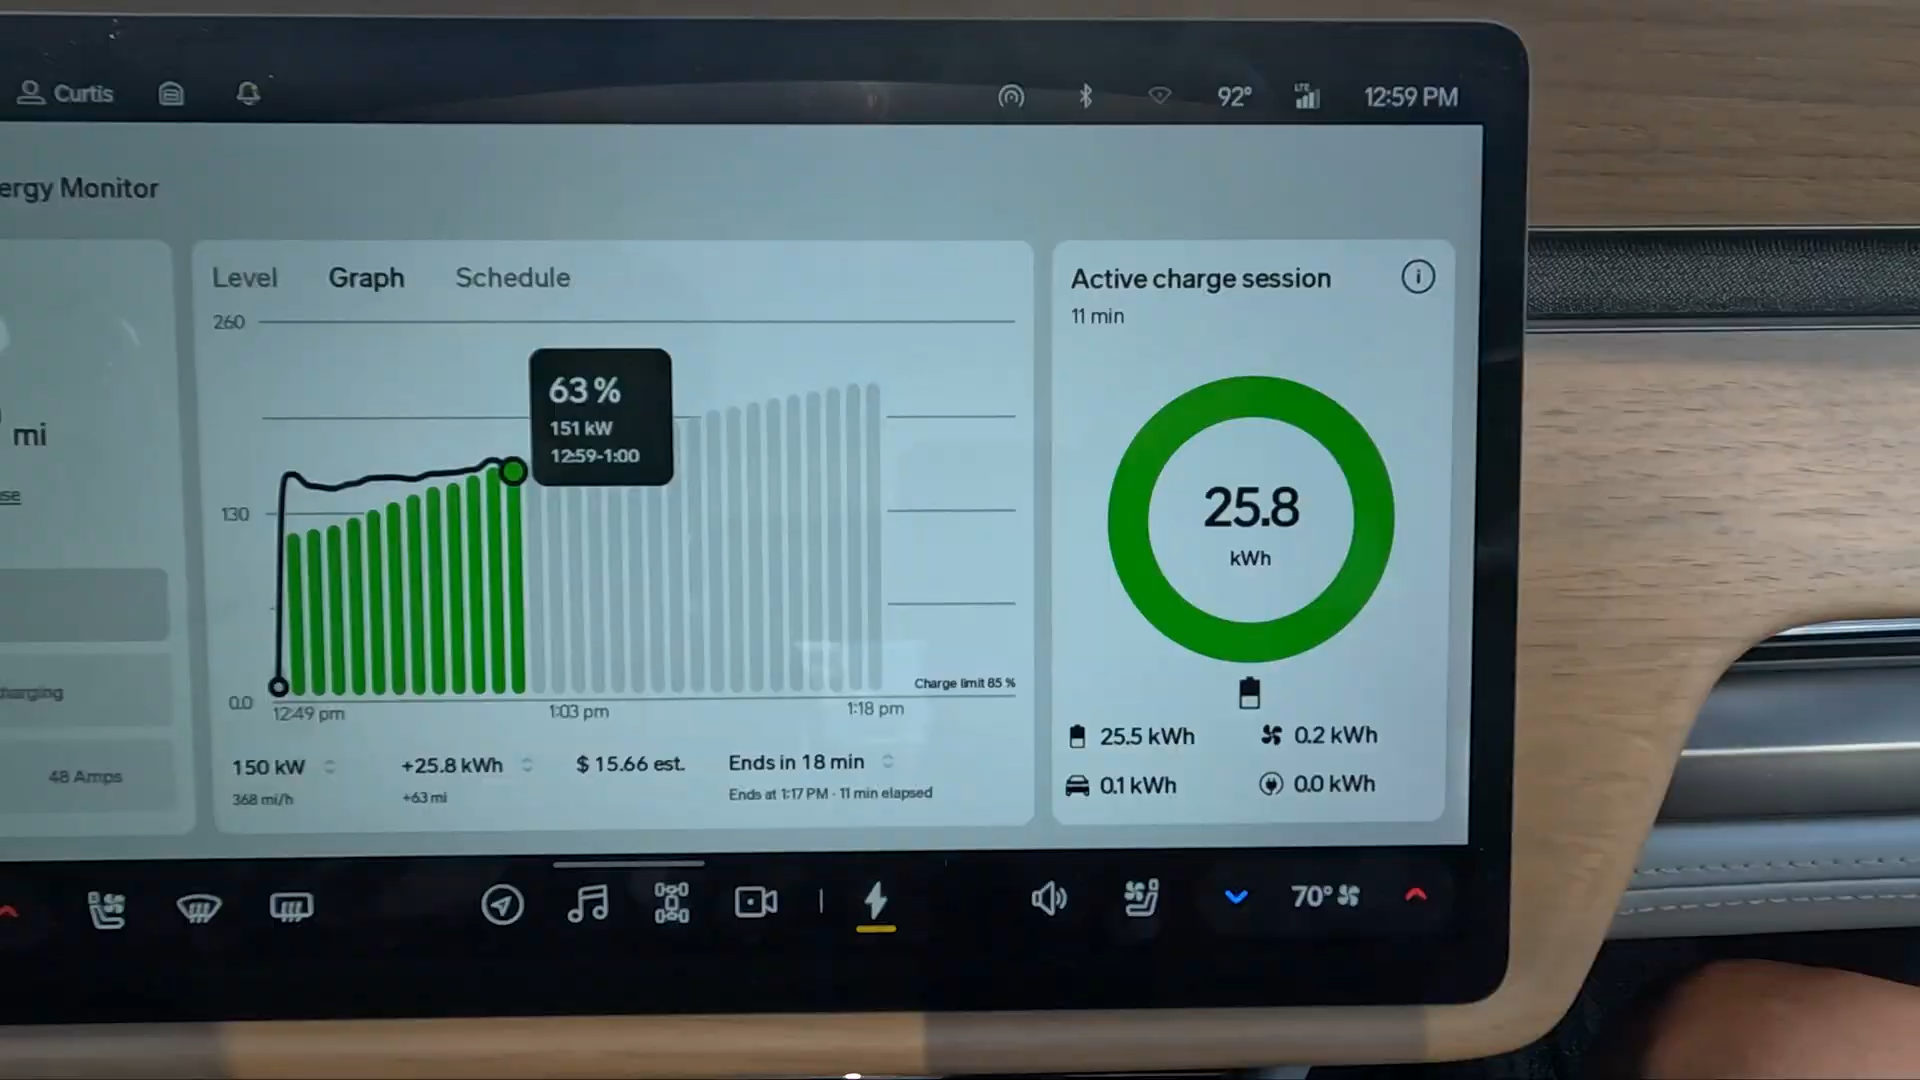 Curtis
92°
LTE
12:59 PM
ergy Monitor
mi
se
harging
48 Amps
Level Graph Schedule
260
130
0.0
63 %
151 kW
12:59-1:00
Charge limit 85 %
12:49 pm 1:03 pm 1:18 pm
150 kW +25.8 kWh $ 15.66 est. Ends in 18 min
368 mi/h +63 mi Ends at 1:17 PM · 11 min elapsed
Active charge session
11 min
25.8
kWh
25.5 kWh 0.2 kWh
0.1 kWh 0.0 kWh
70°